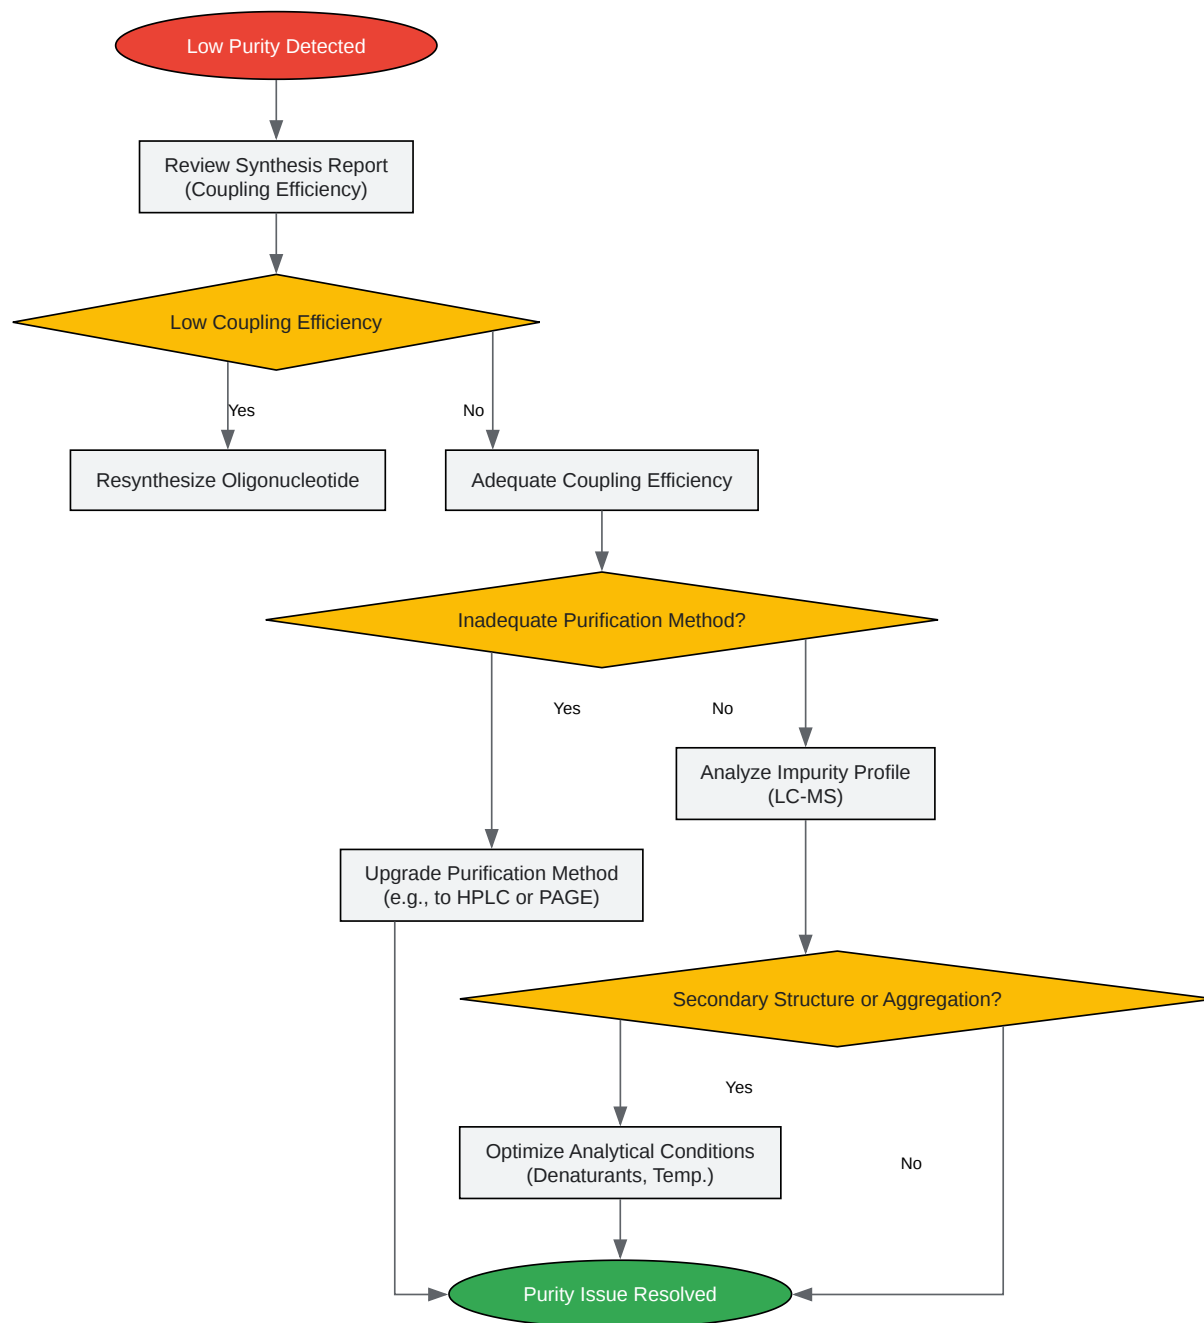 Low Purity Detected
Review Synthesis Report
(Coupling Efficiency)
Low Coupling Efficiency
Yes
No
Resynthesize Oligonucleotide
Adequate Coupling Efficiency
Inadequate Purification Method?
Yes
No
Analyze Impurity Profile
(LC-MS)
Upgrade Purification Method
(e.g., to HPLC or PAGE)
Secondary Structure or Aggregation?
Yes
Optimize Analytical Conditions
(Denaturants, Temp.)
No
Purity Issue Resolved